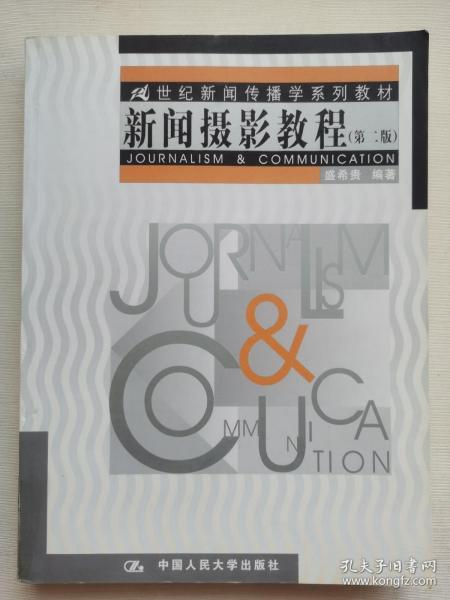 21世纪新闻传播学系列教材
新闻摄影教程(第二版)
JOURNALISM & COMMUNICATION
盛希贵 编著
JOURNALISM
&
COMMUNICATION
中国人民大学出版社
孔夫子旧书网
www.kongfz.com